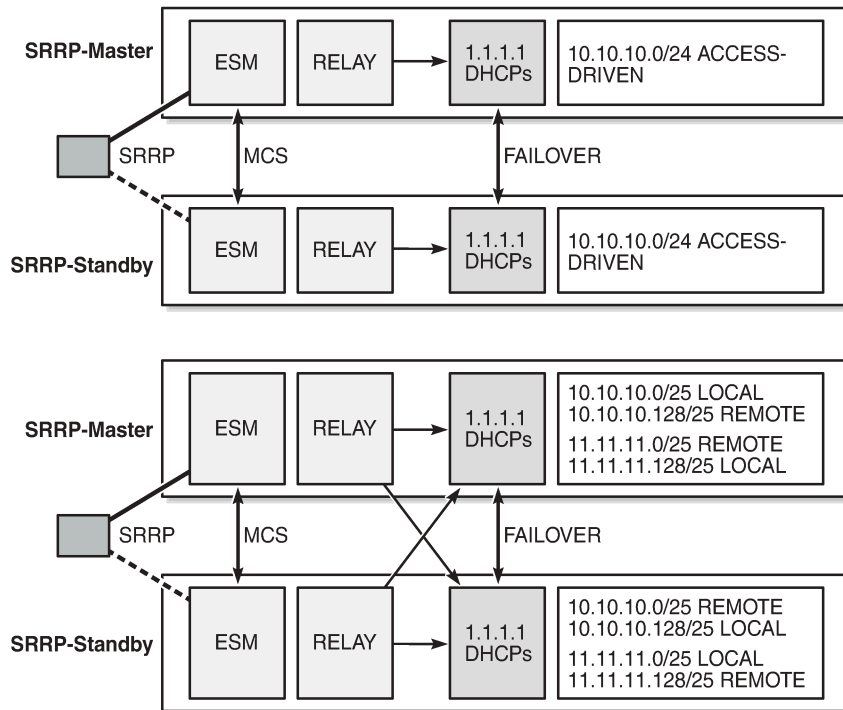 SRRP-Master
ESM
RELAY
1.1.1.1
DHCPs
10.10.10.0/24 ACCESS-
DRIVEN
SRRP
MCS
FAILOVER
SRRP-Standby
ESM
RELAY
1.1.1.1
DHCPs
10.10.10.0/24 ACCESS-
DRIVEN
SRRP-Master
ESM
RELAY
1.1.1.1
DHCPs
10.10.10.0/25 LOCAL
10.10.10.128/25 REMOTE
11.11.11.0/25 REMOTE
11.11.11.128/25 LOCAL
SRRP
MCS
FAILOVER
SRRP-Standby
ESM
RELAY
1.1.1.1
DHCPs
10.10.10.0/25 REMOTE
10.10.10.128/25 LOCAL
11.11.11.0/25 LOCAL
11.11.11.128/25 REMOTE